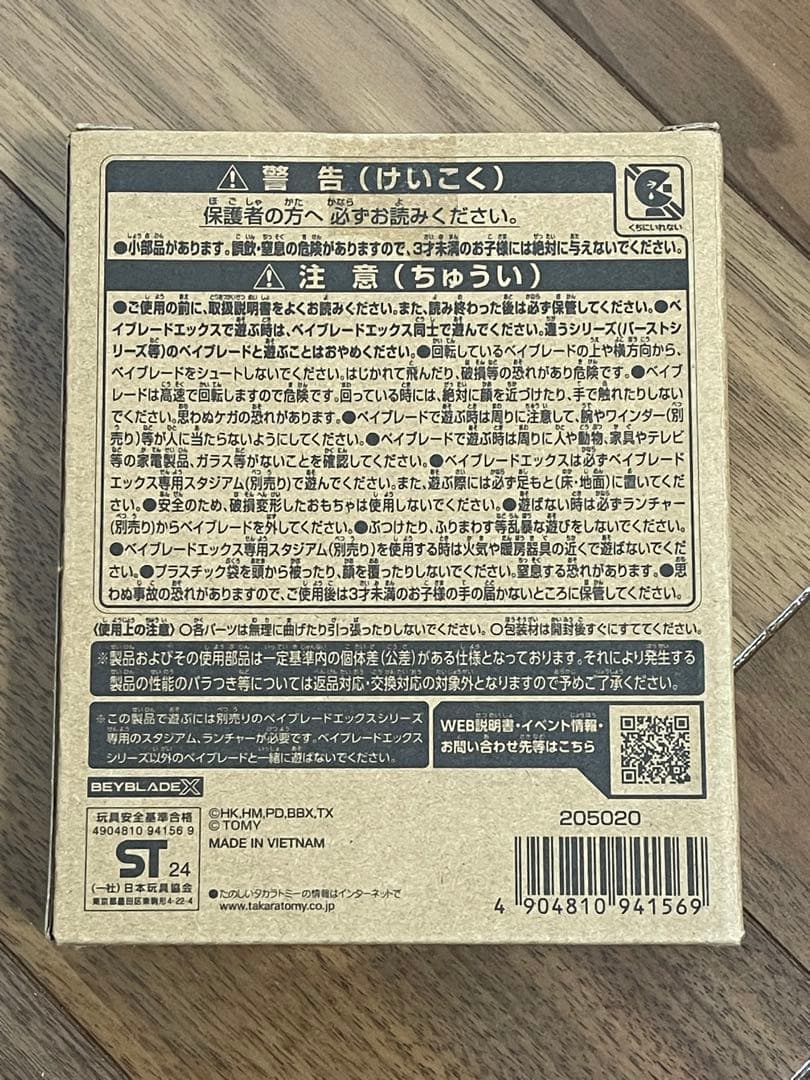 警告(けいこく)
くちにいれない
保護者の方へ 必ずお読みください。
●小部品があります。誤飲・窒息の危険がありますので、3才未満のお子様には絶対に与えないでください。
注意(ちゅうい)
●ご使用の前に、取扱説明書をよくお読みください。また、読み終わった後は必ず保管してください。●ベ
イブレードエックスで遊ぶ時は、ベイブレードエックス同士で遊んでください。違うシリーズ(バーストシ
リーズ等)のベイブレードと遊ぶことはおやめください。●回転しているベイブレードの上や横方向から、
ベイブレードをシュートしないでください。はじかれて飛んだり、破損等の恐れがあり危険です。●ベイブ
レードは高速で回転しますので危険です。回っている時には、絶対に顔を近づけたり、手で触れたりしない
でください。思わぬケガの恐れがあります。●ベイブレードで遊ぶ時は周りに注意して、腕やワインダー(別
売り)等が人に当たらないようにしてください。●ベイブレードで遊ぶ時は周りに人や動物、家具やテレビ
等の家電製品、ガラス等がないことを確認してください。●ベイブレードエックスは必ずベイブレード
エックス専用スタジアム(別売り)で遊んでください。また、遊ぶ際には必ず足もと(床・地面)に置いてくだ
さい。●安全のため、破損変形したおもちゃは使用しないでください。●遊ばない時は必ずランチャー
(別売り)からベイブレードを外してください。●ぶつけたり、ふりまわす等乱暴な遊びをしないでください。
●ベイブレードエックス専用スタジアム(別売り)を使用する時は火気や暖房器具の近くで遊ばないでくだ
さい。●プラスチック袋を頭から被ったり、顔を覆ったりしないでください。窒息する恐れがあります。●思
わぬ事故の恐れがありますので、ご使用後は3才未満のお子様の手の届かないところに保管してください。
〈使用上の注意〉○各パーツは無理に曲げたり引っ張ったりしないでください。○包装材は開封後すぐにすててください。
※製品およびその使用部品は一定基準内の個体差(公差)がある仕様となっております。それにより発生する
製品の性能のバラつき等については返品対応・交換対応の対象外となりますので予めご了承ください。
※この製品で遊ぶには別売りのベイブレードエックスシリーズ
専用のスタジアム、ランチャーが必要です。ベイブレードエックス
シリーズ以外のベイブレードと一緒に遊ばないでください。
WEB説明書・イベント情報・
お問い合わせ先等はこちら
BEYBLADE X
玩具安全基準合格
4904810 94156 9
ST 24
(一社)日本玩具協会
東京都墨田区東駒形4-22-4
©HK,HM,PD,BBX,TX
© TOMY
MADE IN VIETNAM
●たのしいタカラトミーの情報はインターネットで
www.takaratomy.co.jp
205020
4 904810 941569